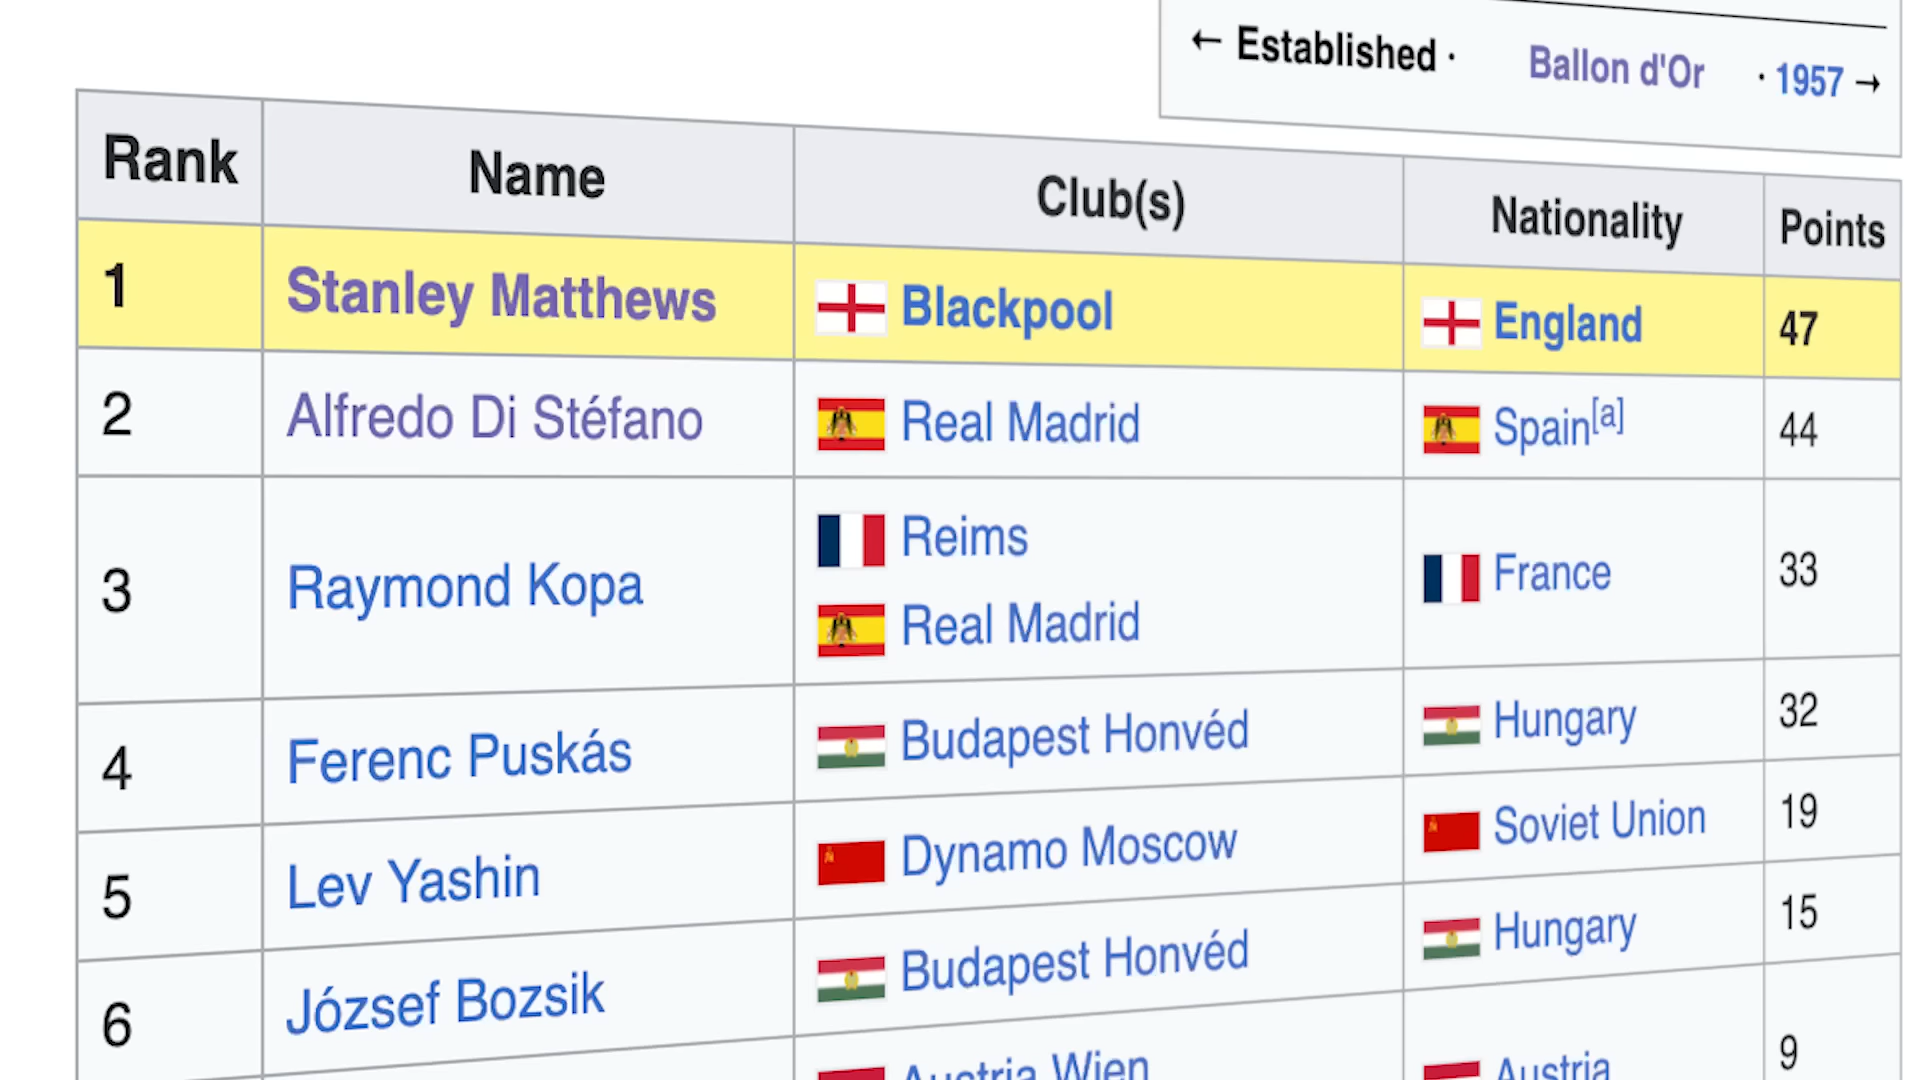 ← Established · Ballon d'Or · 1957 →
Rank Name Club(s) Nationality Points
1 Stanley Matthews Blackpool England 47
2 Alfredo Di Stéfano Real Madrid Spain[a] 44
3 Raymond Kopa Reims Real Madrid France 33
4 Ferenc Puskás Budapest Honvéd Hungary 32
5 Lev Yashin Dynamo Moscow Soviet Union 19
6 József Bozsik Budapest Honvéd Hungary 15
Austria Wien Austria 9